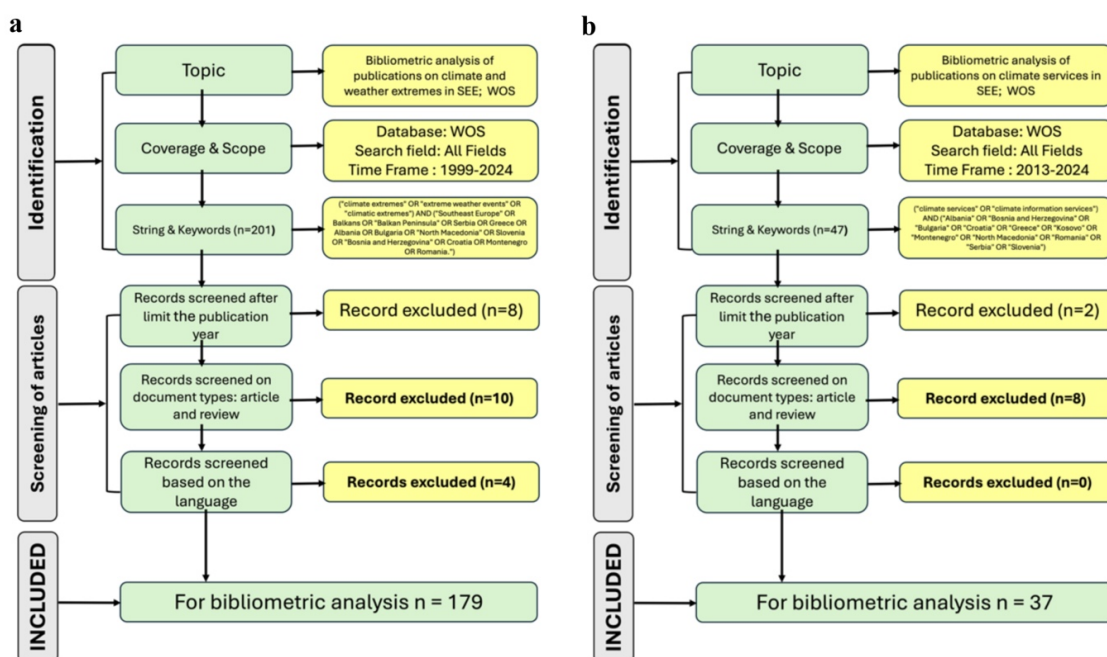 a
Identification
Topic
Bibliometric analysis of
publications on climate and
weather extremes in SEE; WOS
Coverage & Scope
Database: WOS
Search field: All Fields
Time Frame : 1999-2024
String & Keywords (n=201)
("climate extremes" OR "extreme weather events" OR
"climatic extremes") AND ("Southeast Europe" OR
Balkans OR "Balkan Peninsula" OR Serbia OR Greece OR
Albania OR Bulgaria OR "North Macedonia" OR Slovenia
OR "Bosnia and Herzegovina" OR Croatia OR Montenegro
OR Romania.")
Screening of articles
Records screened after
limit the publication
year
Record excluded (n=8)
Records screened on
document types: article
and review
Record excluded (n=10)
Records screened
based on the
language
Records excluded (n=4)
INCLUDED
For bibliometric analysis n = 179
b
Identification
Topic
Bibliometric analysis of
publications on climate services in
SEE; WOS
Coverage & Scope
Database: WOS
Search field: All Fields
Time Frame : 2013-2024
String & Keywords (n=47)
("climate services" OR "climate information services")
AND ("Albania" OR "Bosnia and Herzegovina" OR
"Bulgaria" OR "Croatia" OR "Greece" OR "Kosovo" OR
"Montenegro" OR "North Macedonia" OR "Romania" OR
"Serbia" OR "Slovenia")
Screening of articles
Records screened after
limit the publication
year
Record excluded (n=2)
Records screened on
document types: article
and review
Record excluded (n=8)
Records screened
based on the
language
Records excluded (n=0)
INCLUDED
For bibliometric analysis n = 37